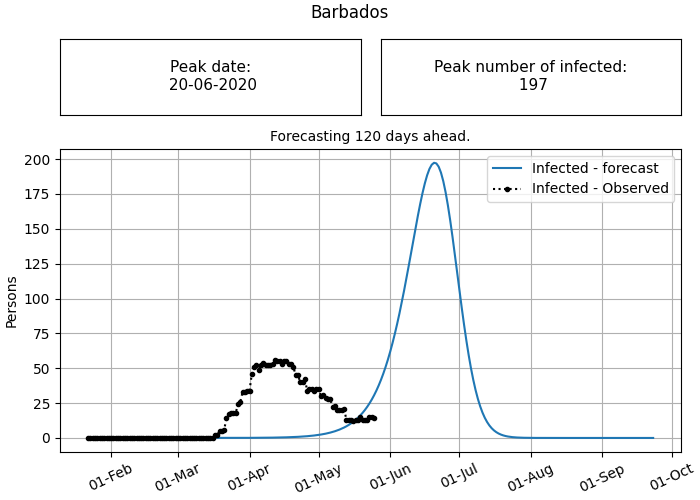 Barbados
Peak date:
20-06-2020
Peak number of infected:
197
Forecasting 120 days ahead.
Infected - forecast
Infected - Observed
200
175
150
125
100
75
50
25
0
Persons
01-Feb
01-Mar
01-Apr
01-May
01-Jun
01-Jul
01-Aug
01-Sep
01-Oct